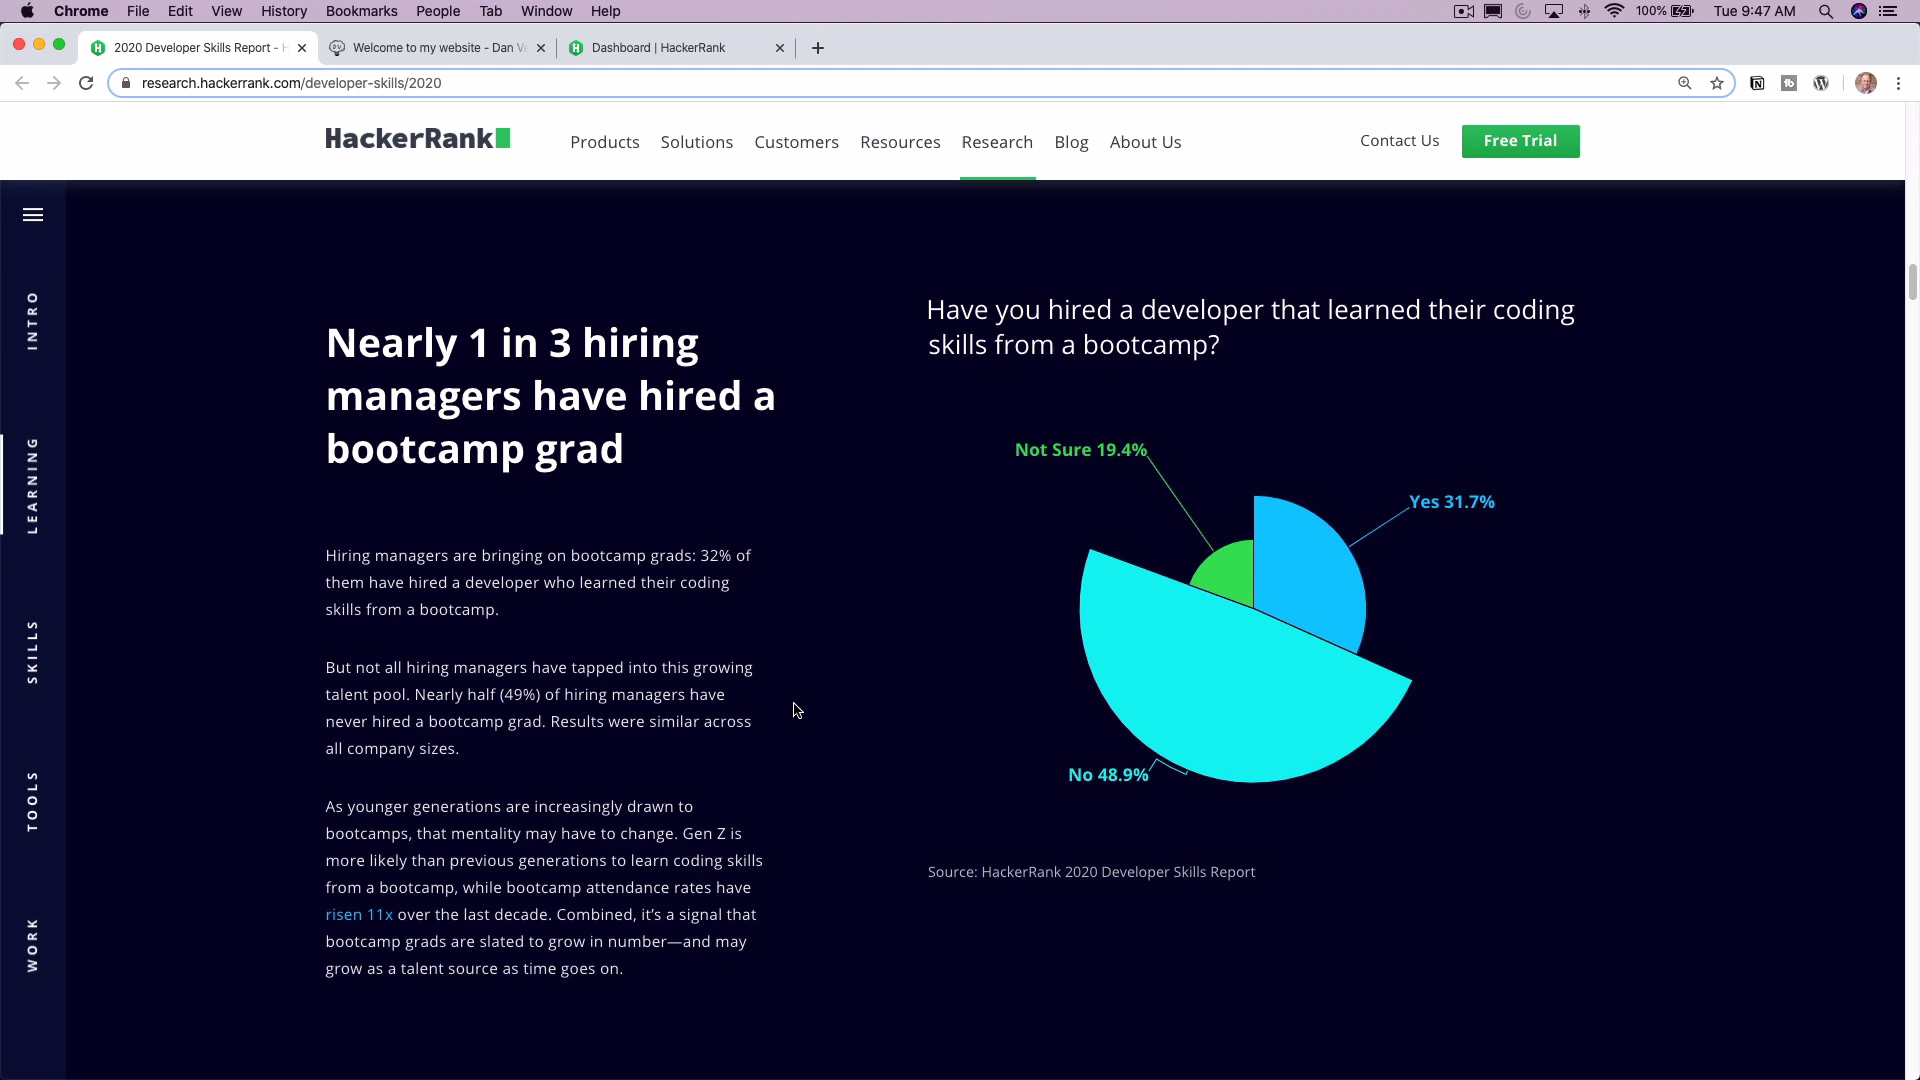 Chrome File Edit View History Bookmarks People Tab Window Help 100% Tue 9:47 AM
2020 Developer Skills Report - H
Welcome to my website - Dan Ve
Dashboard | HackerRank
research.hackerrank.com/developer-skills/2020
HackerRank
Products Solutions Customers Resources Research Blog About Us
Contact Us
Free Trial
INTRO
LEARNING
SKILLS
TOOLS
WORK
Nearly 1 in 3 hiring
managers have hired a
bootcamp grad
Hiring managers are bringing on bootcamp grads: 32% of
them have hired a developer who learned their coding
skills from a bootcamp.
But not all hiring managers have tapped into this growing
talent pool. Nearly half (49%) of hiring managers have
never hired a bootcamp grad. Results were similar across
all company sizes.
As younger generations are increasingly drawn to
bootcamps, that mentality may have to change. Gen Z is
more likely than previous generations to learn coding skills
from a bootcamp, while bootcamp attendance rates have
risen 11x over the last decade. Combined, it’s a signal that
bootcamp grads are slated to grow in number—and may
grow as a talent source as time goes on.
Have you hired a developer that learned their coding
skills from a bootcamp?
Not Sure 19.4%
Yes 31.7%
No 48.9%
Source: HackerRank 2020 Developer Skills Report